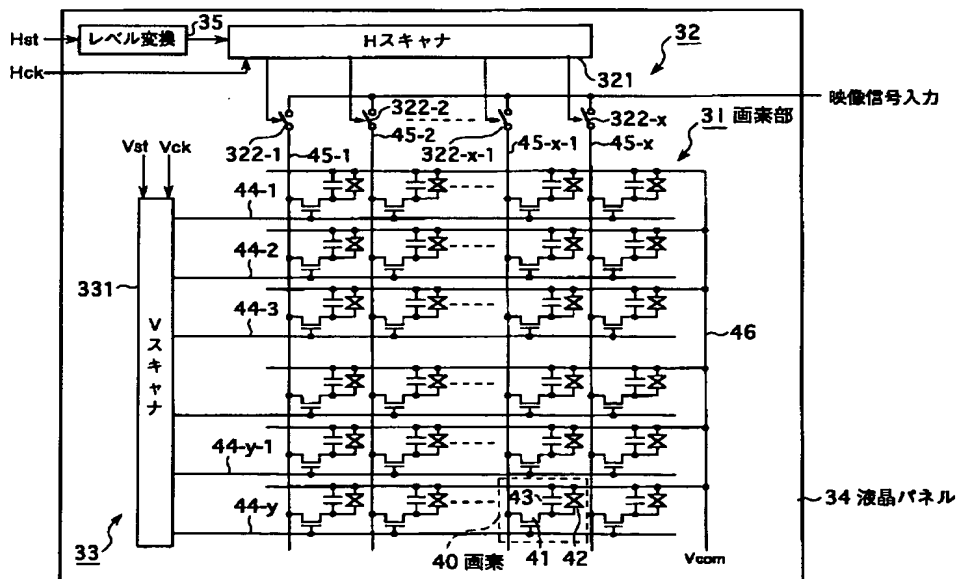 Hst
レベル変換
35
Hスキャナ
32
Hck
321
映像信号入力
322-2
322-x
31 画素部
322-1
45-1
45-2
322-x-1
45-x-1
45-x
Vst
Vck
44-1
44-2
331
44-3
Vスキャナ
46
44-y-1
43
44-y
34 液晶パネル
33
40 画素
41
42
Vcom